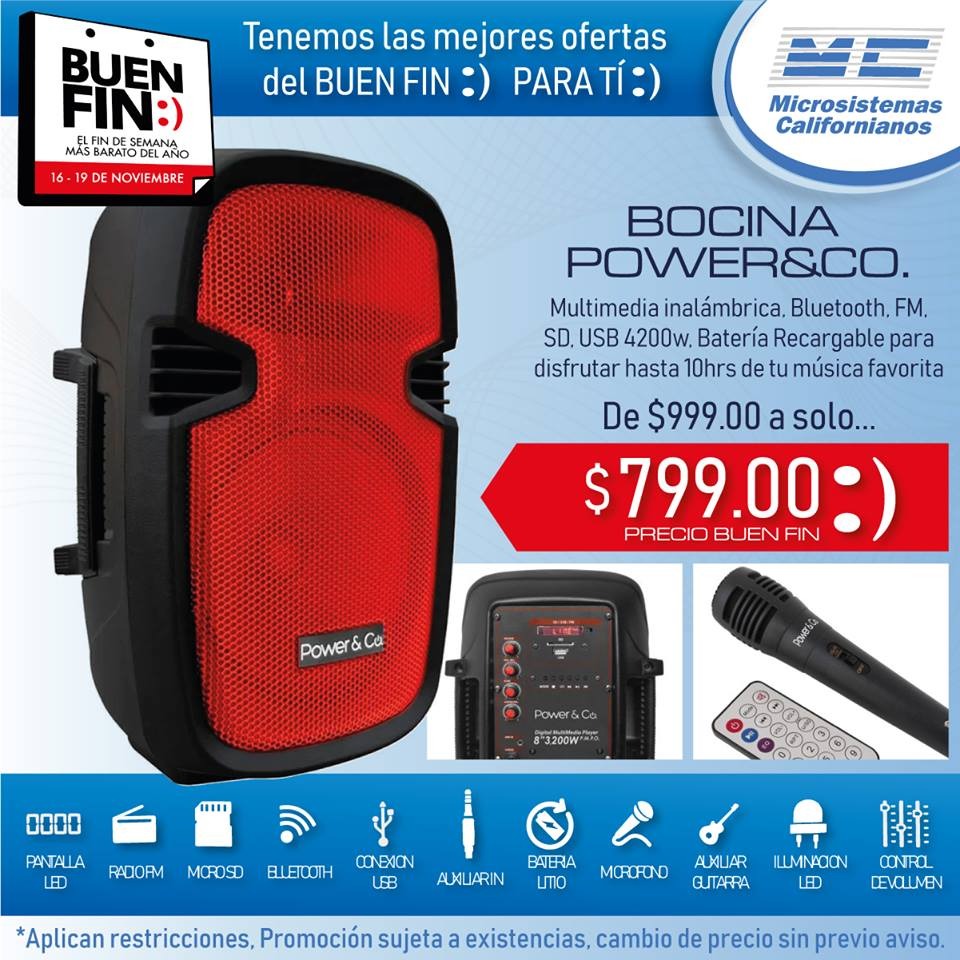 BUEN
FIN:)
EL FIN DE SEMANA
MÁS BARATO DEL AÑO
16 - 19 DE NOVIEMBRE
Tenemos las mejores ofertas
del BUEN FIN :) PARA TÍ :)
MC
Microsistemas
Californianos
BOCINA
POWER&CO.
Multimedia inalámbrica, Bluetooth, FM,
SD, USB 4200w, Batería Recargable para
disfrutar hasta 10hrs de tu música favorita
De $999.00 a solo...
$799.00 :)
PRECIO BUEN FIN
Power & Co.
Power & Co.
Digital MultiMedia Player
8" 3,200W P.M.P.O.
Power & Co.
PANTALLA
LED
RADIO FM
MICRO SD
BLUETOOTH
CONEXION
USB
AUXILIAR IN
BATERIA
LITIO
MICROFONO
AUXILIAR
GUITARRA
ILUMINACION
LED
CONTROL
DE VOLUMEN
*Aplican restricciones, Promoción sujeta a existencias, cambio de precio sin previo aviso.